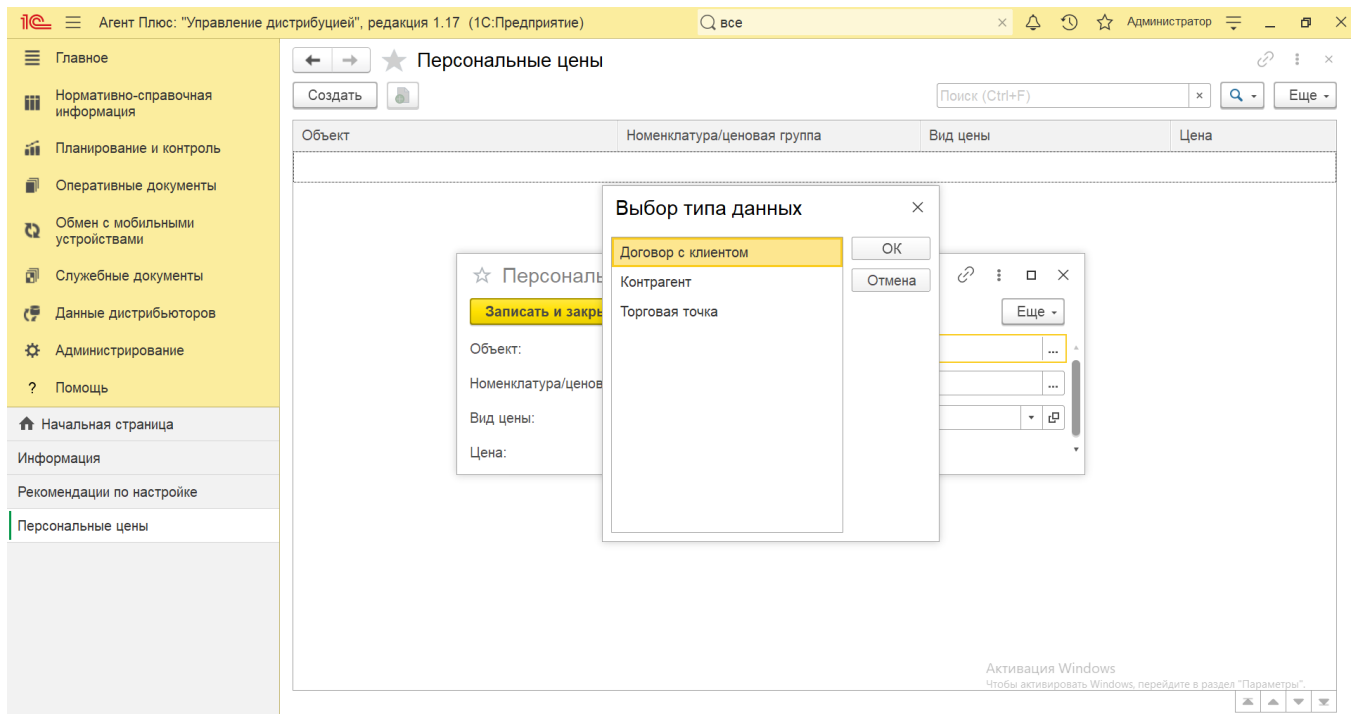 Агент Плюс: "Управление дистрибуцией", редакция 1.17 (1С:Предприятие)
все
Администратор
Главное
Нормативно-справочная
информация
Планирование и контроль
Оперативные документы
Обмен с мобильными
устройствами
Служебные документы
Данные дистрибьюторов
Администрирование
? Помощь
Начальная страница
Информация
Рекомендации по настройке
Персональные цены
Персональные цены
Создать
Поиск (Ctrl+F)
Еще
Объект
Номенклатура/ценовая группа
Вид цены
Цена
Выбор типа данных
Договор с клиентом
Контрагент
Торговая точка
ОК
Отмена
Персональ
Записать и закры
Еще
Объект:
Номенклатура/ценов
Вид цены:
Цена:
Активация Windows
Чтобы активировать Windows, перейдите в раздел "Параметры".